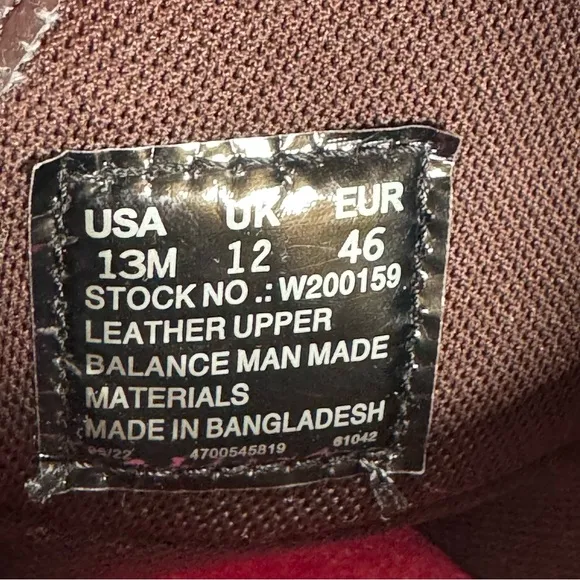 USA UK EUR
13M 12 46
STOCK NO .: W200159
LEATHER UPPER
BALANCE MAN MADE
MATERIALS
MADE IN BANGLADESH
4700545819 61042